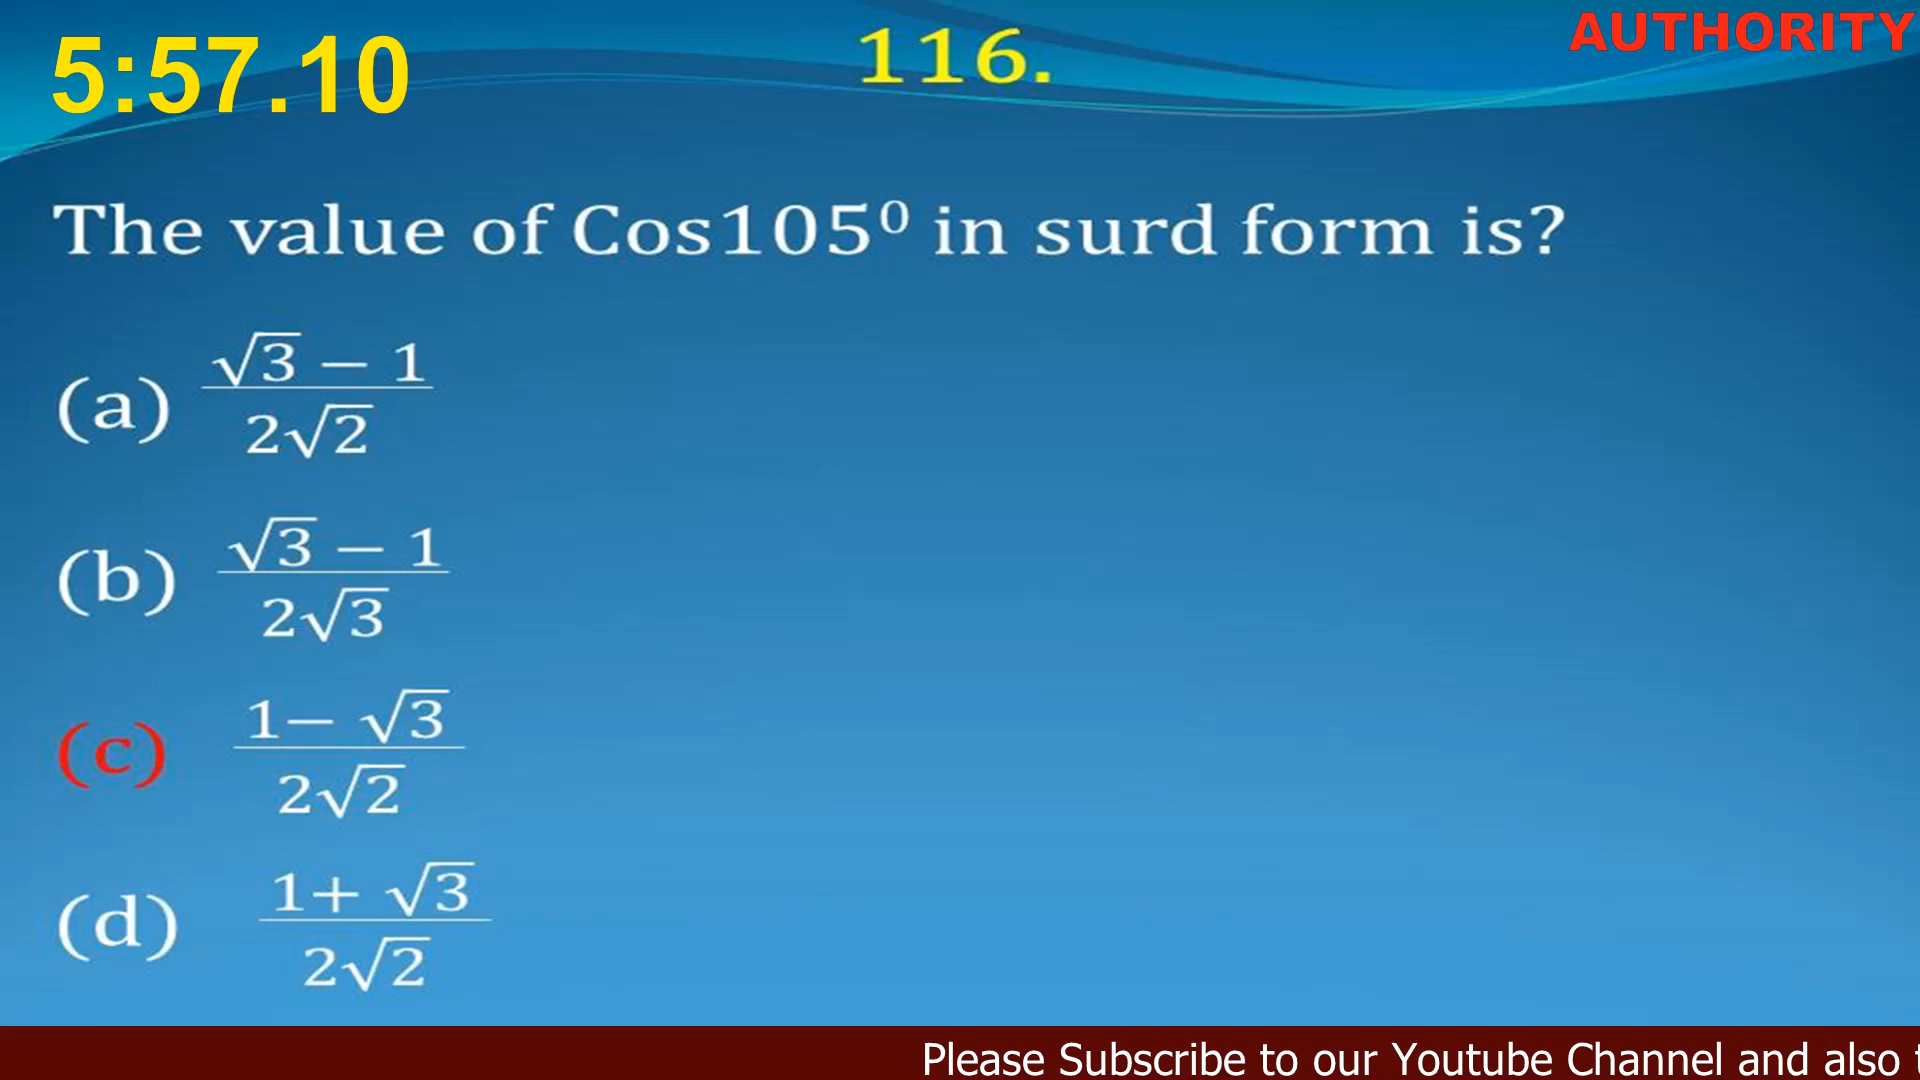 5:57.10
116.
AUTHORITY
The value of Cos105⁰ in surd form is?
(a) √3 − 1
2√2
(b) √3 − 1
2√3
(c) 1− √3
2√2
(d) 1+ √3
2√2
Please Subscribe to our Youtube Channel and also